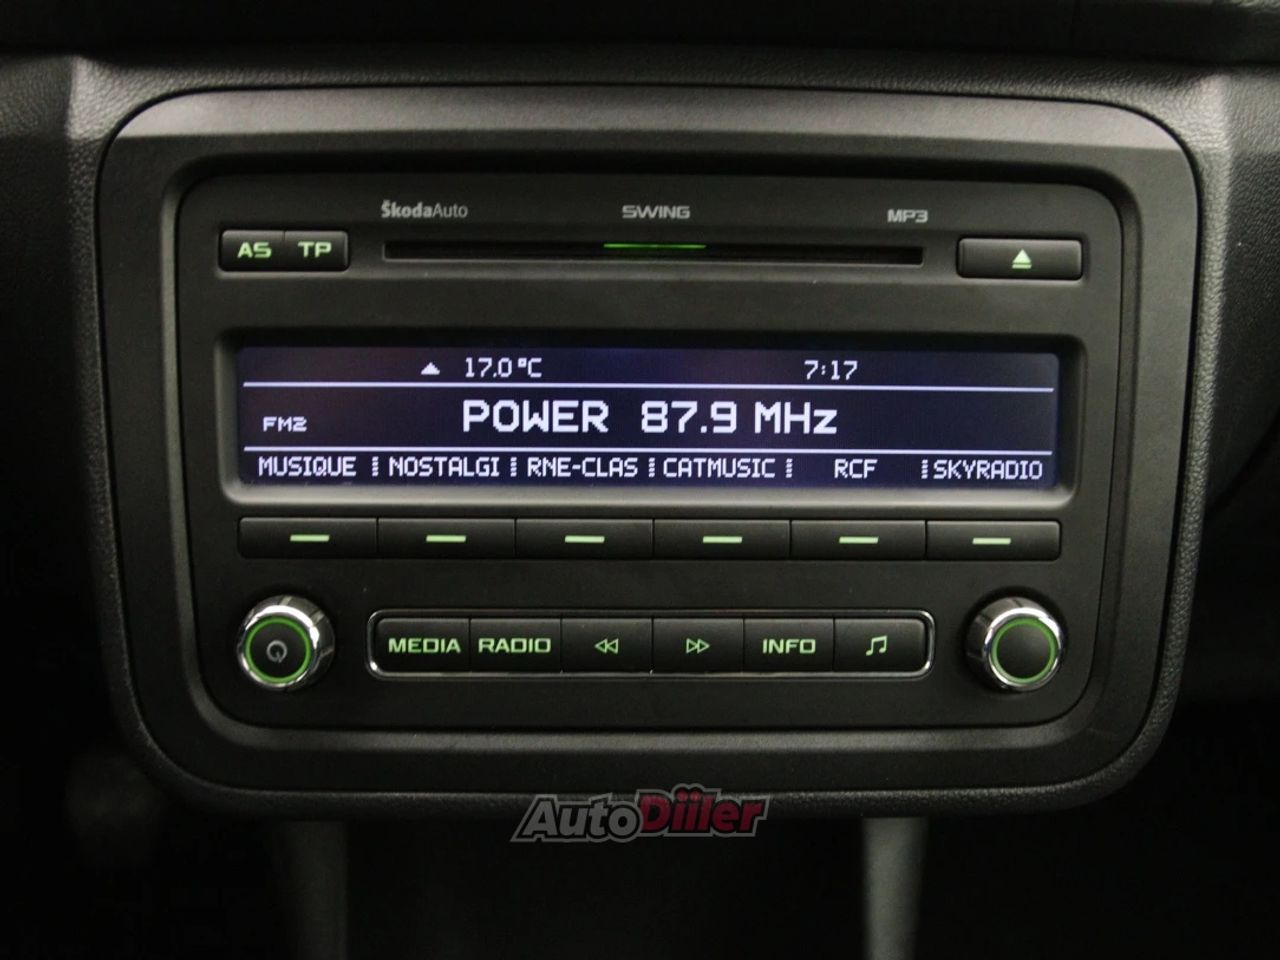 ŠkodaAuto SWING MP3
AS TP
17.0°C 7:17
FM2 POWER 87.9 MHz
MUSIQUE NOSTALGI RNE-CLAS CATMUSIC RCF SKYRADIO
MEDIA RADIO INFO
AutoDiiler